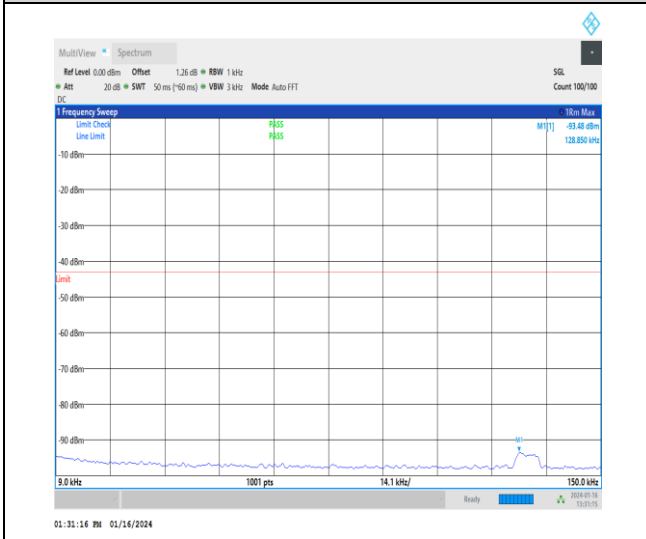 MultiView Spectrum
Ref Level 0.00 dBm Offset 1.26 dB RBW 1 kHz SGL
Att 20 dB SWT 50 ms (~60 ms) VBW 3 kHz Mode Auto FFT Count 100/100
DC
1 Frequency Sweep 1Rm Max
Limit Check PASS M1[1] -93.48 dBm
Line Limit PASS 128.850 kHz
-10 dBm
-20 dBm
-30 dBm
-40 dBm
Limit
-50 dBm
-60 dBm
-70 dBm
-80 dBm
-90 dBm
M1
9.0 kHz 1001 pts 14.1 kHz/ 150.0 kHz
Ready 2024-01-16
13:31:15
01:31:16 PM 01/16/2024